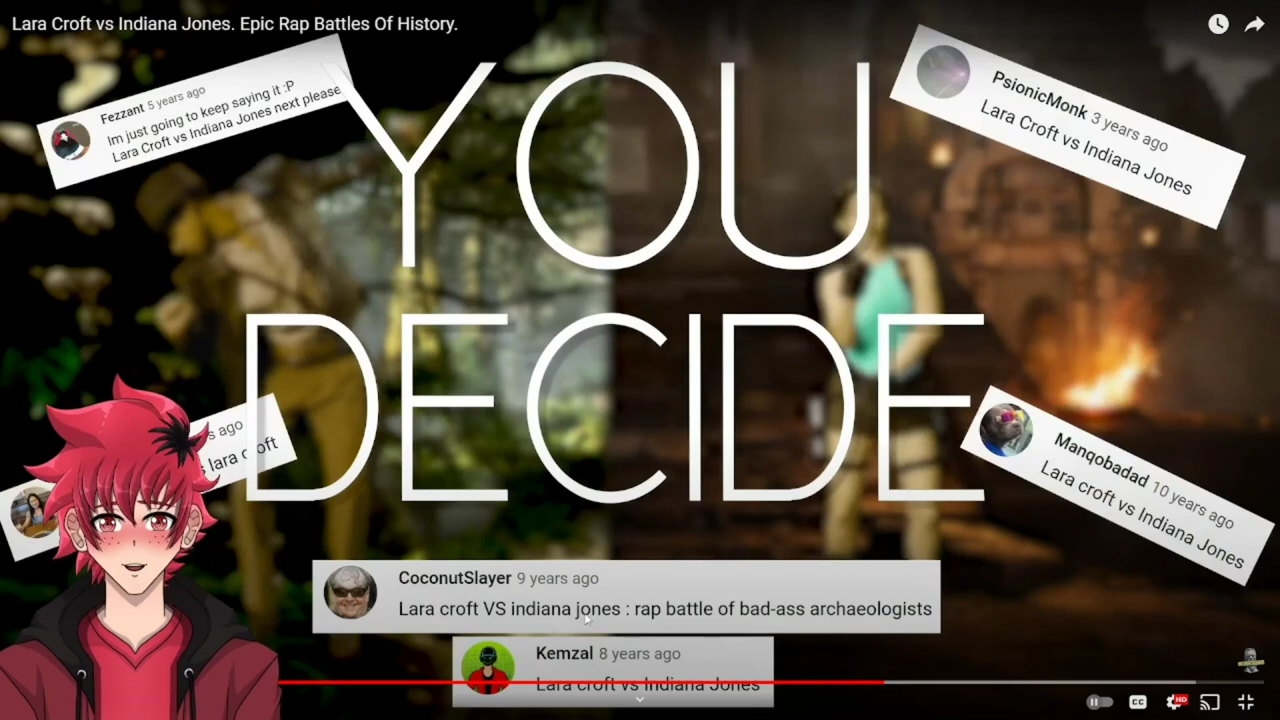 Lara Croft vs Indiana Jones. Epic Rap Battles Of History.
Fezzant 5 years ago
Im just going to keep saying it :P
Lara Croft vs Indiana Jones next please
PsionicMonk 3 years ago
Lara Croft vs Indiana Jones
YOU
DECIDE
ago
lara croft
Manqobadad 10 years ago
Lara croft vs Indiana Jones
CoconutSlayer 9 years ago
Lara croft VS indiana jones : rap battle of bad-ass archaeologists
Kemzal 8 years ago
Lara croft vs Indiana Jones
CC
HD